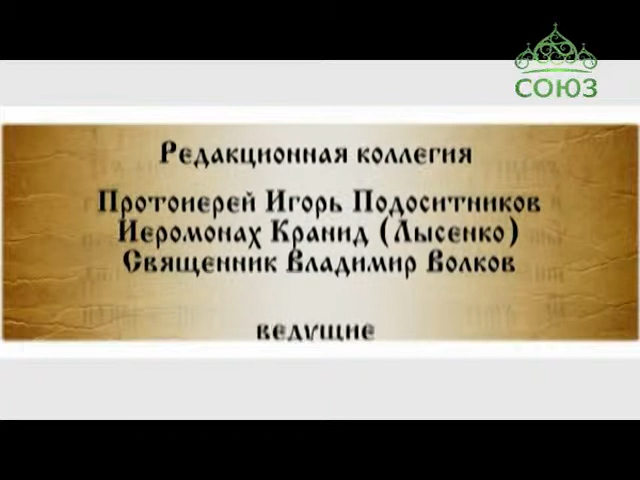 СОЮЗ
Редакционная коллегия
Протоиерей Игорь Подоситников
Иеромонах Кранид (Лысенко)
Священник Владимир Волков
ведущие